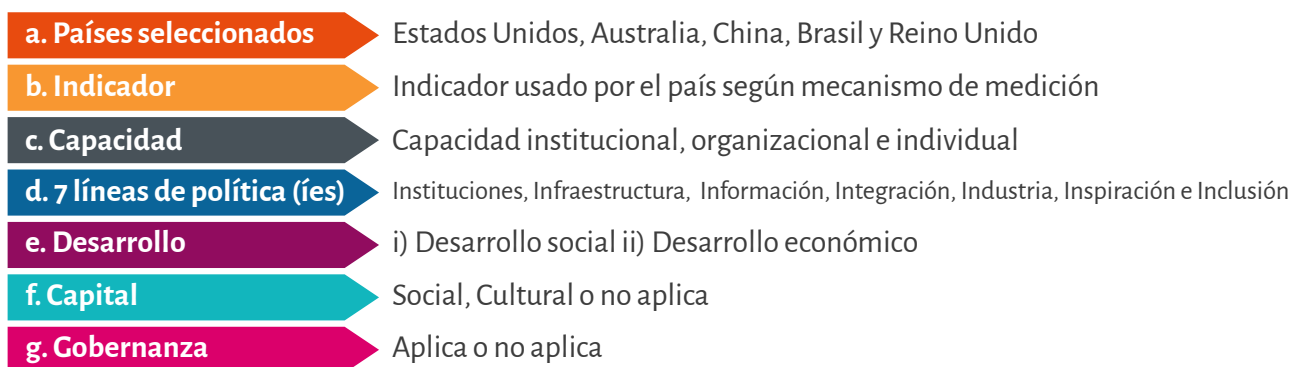 a. Países seleccionados Estados Unidos, Australia, China, Brasil y Reino Unido
b. Indicador Indicador usado por el país según mecanismo de medición
c. Capacidad Capacidad institucional, organizacional e individual
d. 7 líneas de política (íes) Instituciones, Infraestructura, Información, Integración, Industria, Inspiración e Inclusión
e. Desarrollo i) Desarrollo social ii) Desarrollo económico
f. Capital Social, Cultural o no aplica
g. Gobernanza Aplica o no aplica